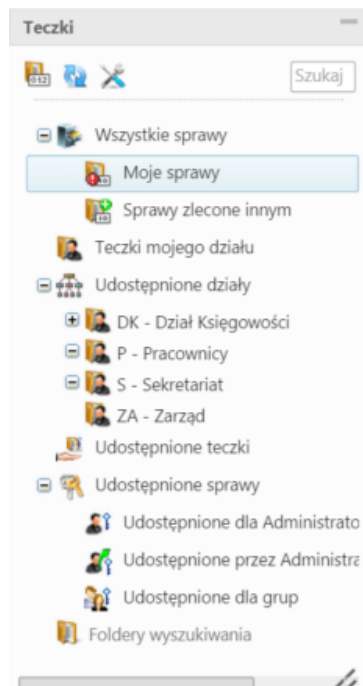 Teczki
Szukaj
Wszystkie sprawy
Moje sprawy
Sprawy zlecone innym
Teczki mojego działu
Udostępnione działy
DK - Dział Księgowości
P - Pracownicy
S - Sekretariat
ZA - Zarząd
Udostępnione teczki
Udostępnione sprawy
Udostępnione dla Administrato
Udostępnione przez Administra
Udostępnione dla grup
Foldery wyszukiwania